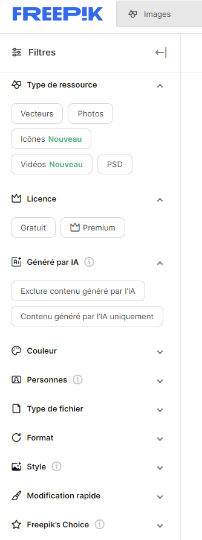 FREEPIK
Images
Filtres
Type de ressource
Vecteurs Photos
Icônes Nouveau
Vidéos Nouveau PSD
Licence
Gratuit Premium
Généré par IA
Exclure contenu généré par l'IA
Contenu généré par l'IA uniquement
Couleur
Personnes
Type de fichier
Format
Style
Modification rapide
Freepik's Choice